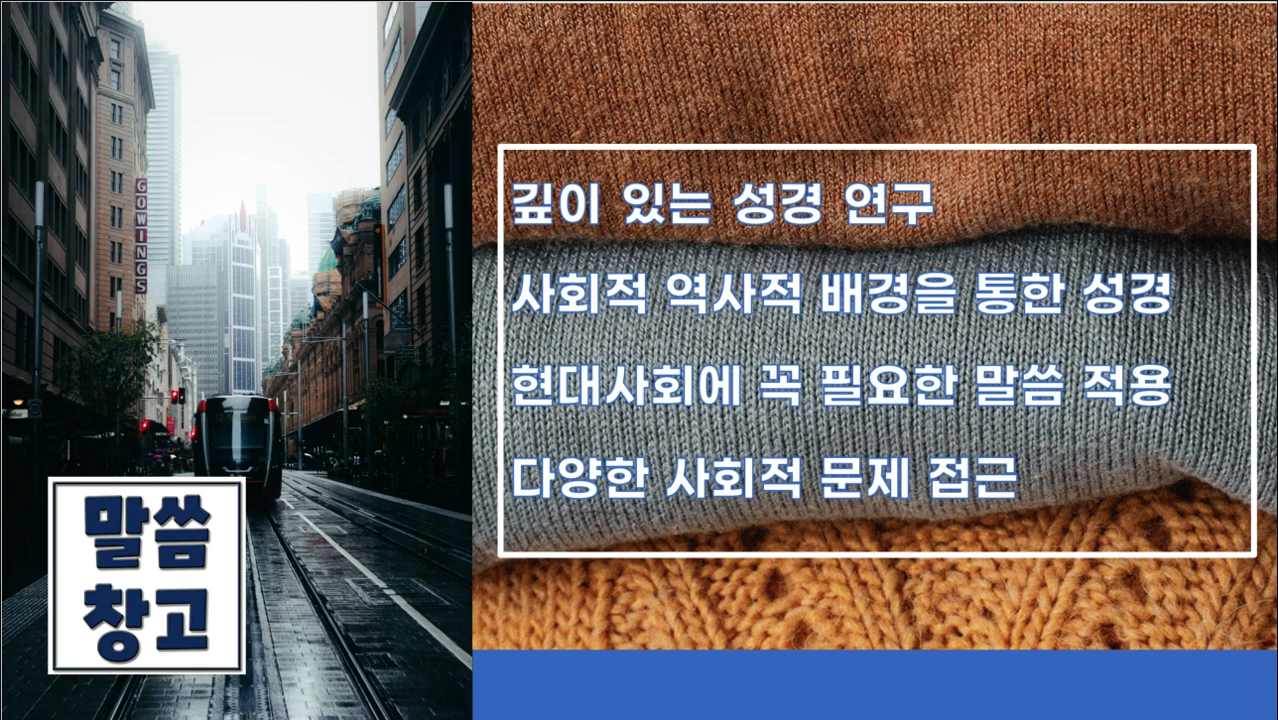 GOWINGS
말씀
창고
깊이 있는 성경 연구
사회적 역사적 배경을 통한 성경
현대사회에 꼭 필요한 말씀 적용
다양한 사회적 문제 접근